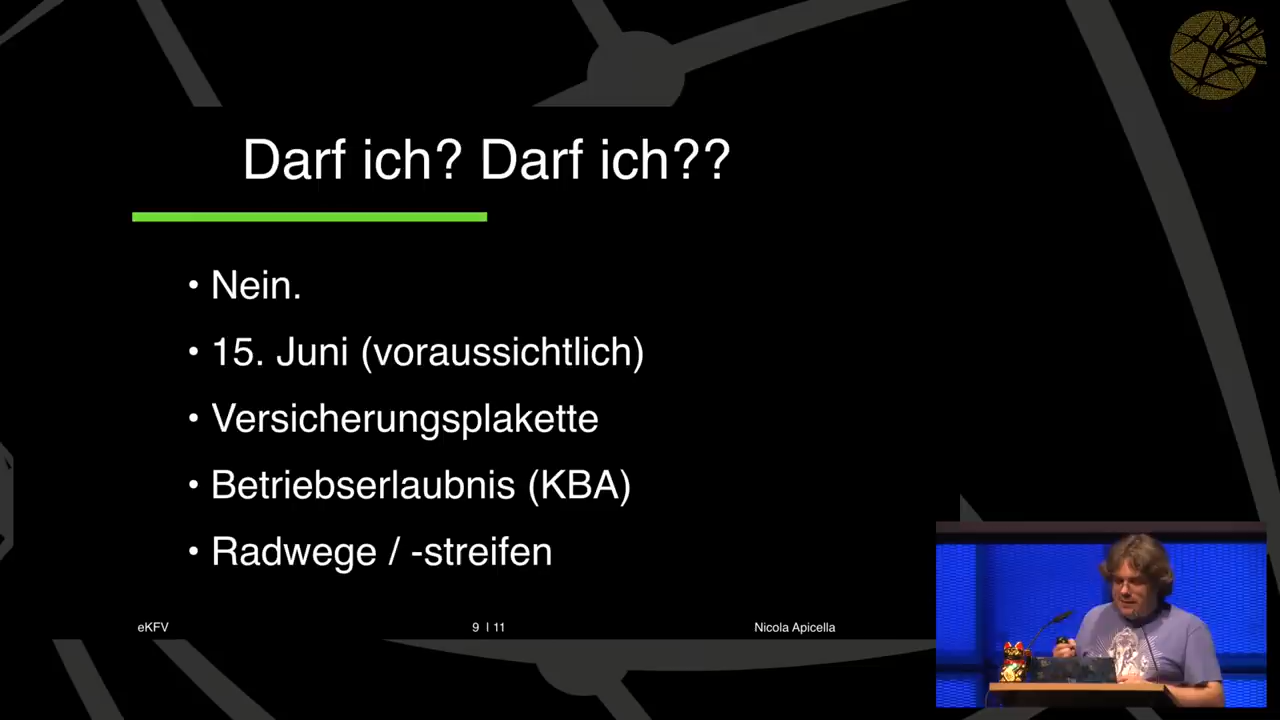 Darf ich? Darf ich??
• Nein.
• 15. Juni (voraussichtlich)
• Versicherungsplakette
• Betriebserlaubnis (KBA)
• Radwege / -streifen
eKFV
9 | 11
Nicola Apicella